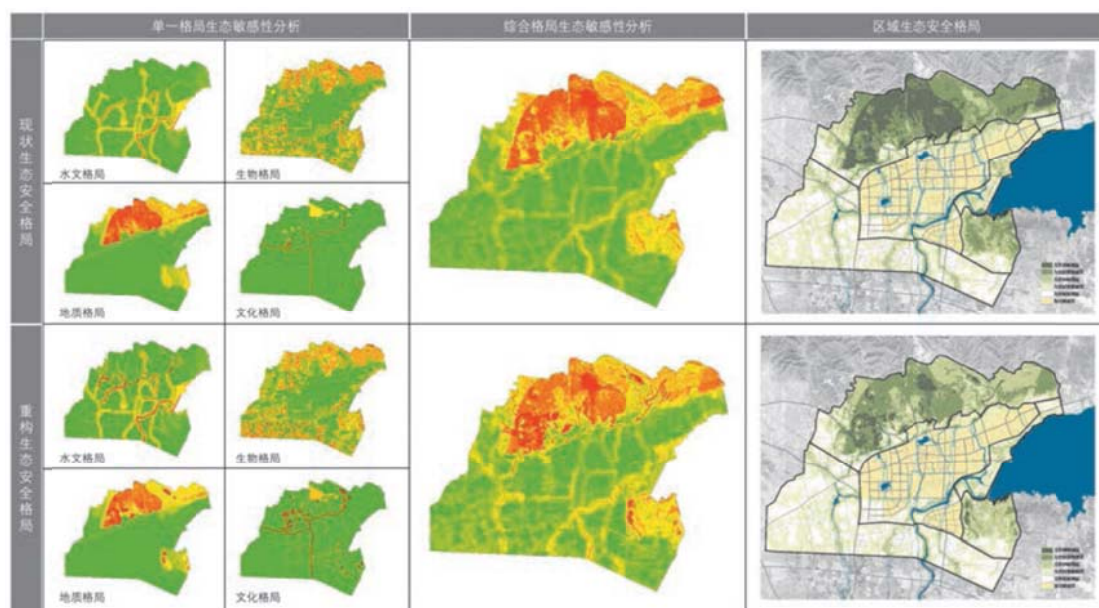 单一格局生态敏感性分析
综合格局生态敏感性分析
区域生态安全格局
现状生态安全格局
水文格局
生物格局
地质格局
文化格局
重构生态安全格局
水文格局
生物格局
地质格局
文化格局